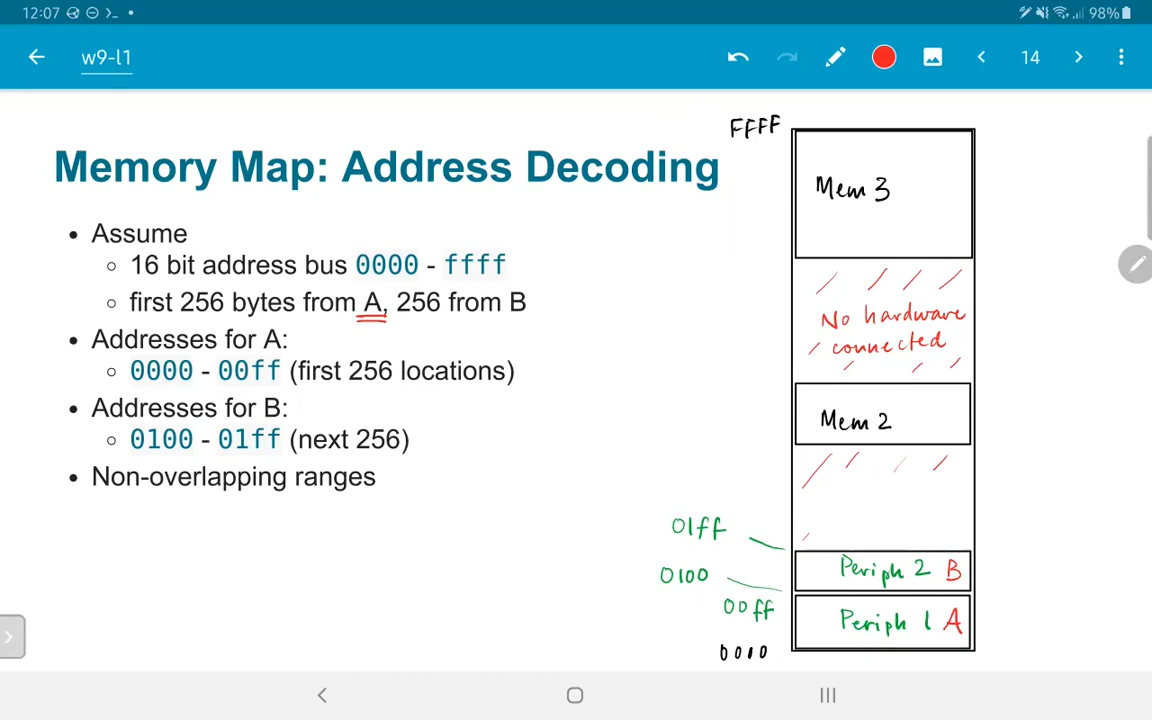 12:07 98%
w9-l1 14
Memory Map: Address Decoding
• Assume
16 bit address bus 0000 - ffff
first 256 bytes from A, 256 from B
• Addresses for A:
0000 - 00ff (first 256 locations)
• Addresses for B:
0100 - 01ff (next 256)
• Non-overlapping ranges
FFFF
Mem 3
No hardware
connected
Mem 2
01ff
Periph 2 B
0100
00ff
Periph 1 A
0010